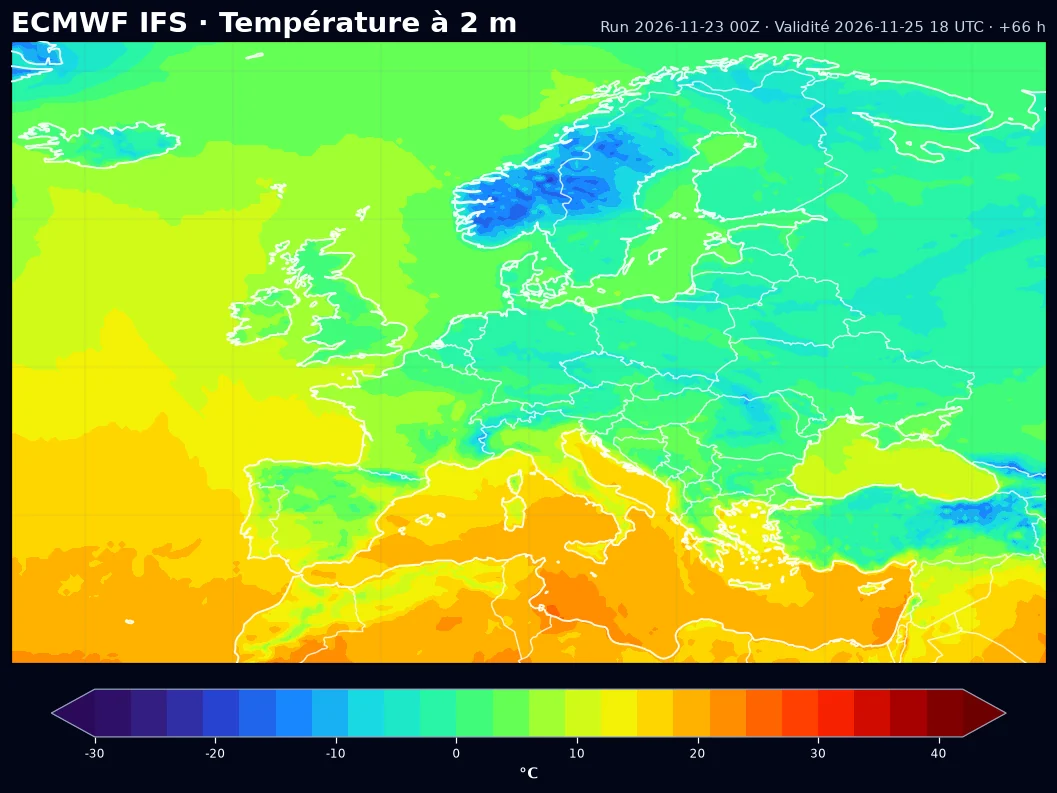 ECMWF IFS · Température à 2 m
Run 2026-11-23 00Z · Validité 2026-11-25 18 UTC · +66 h
-30 -20 -10 0 10 20 30 40
°C